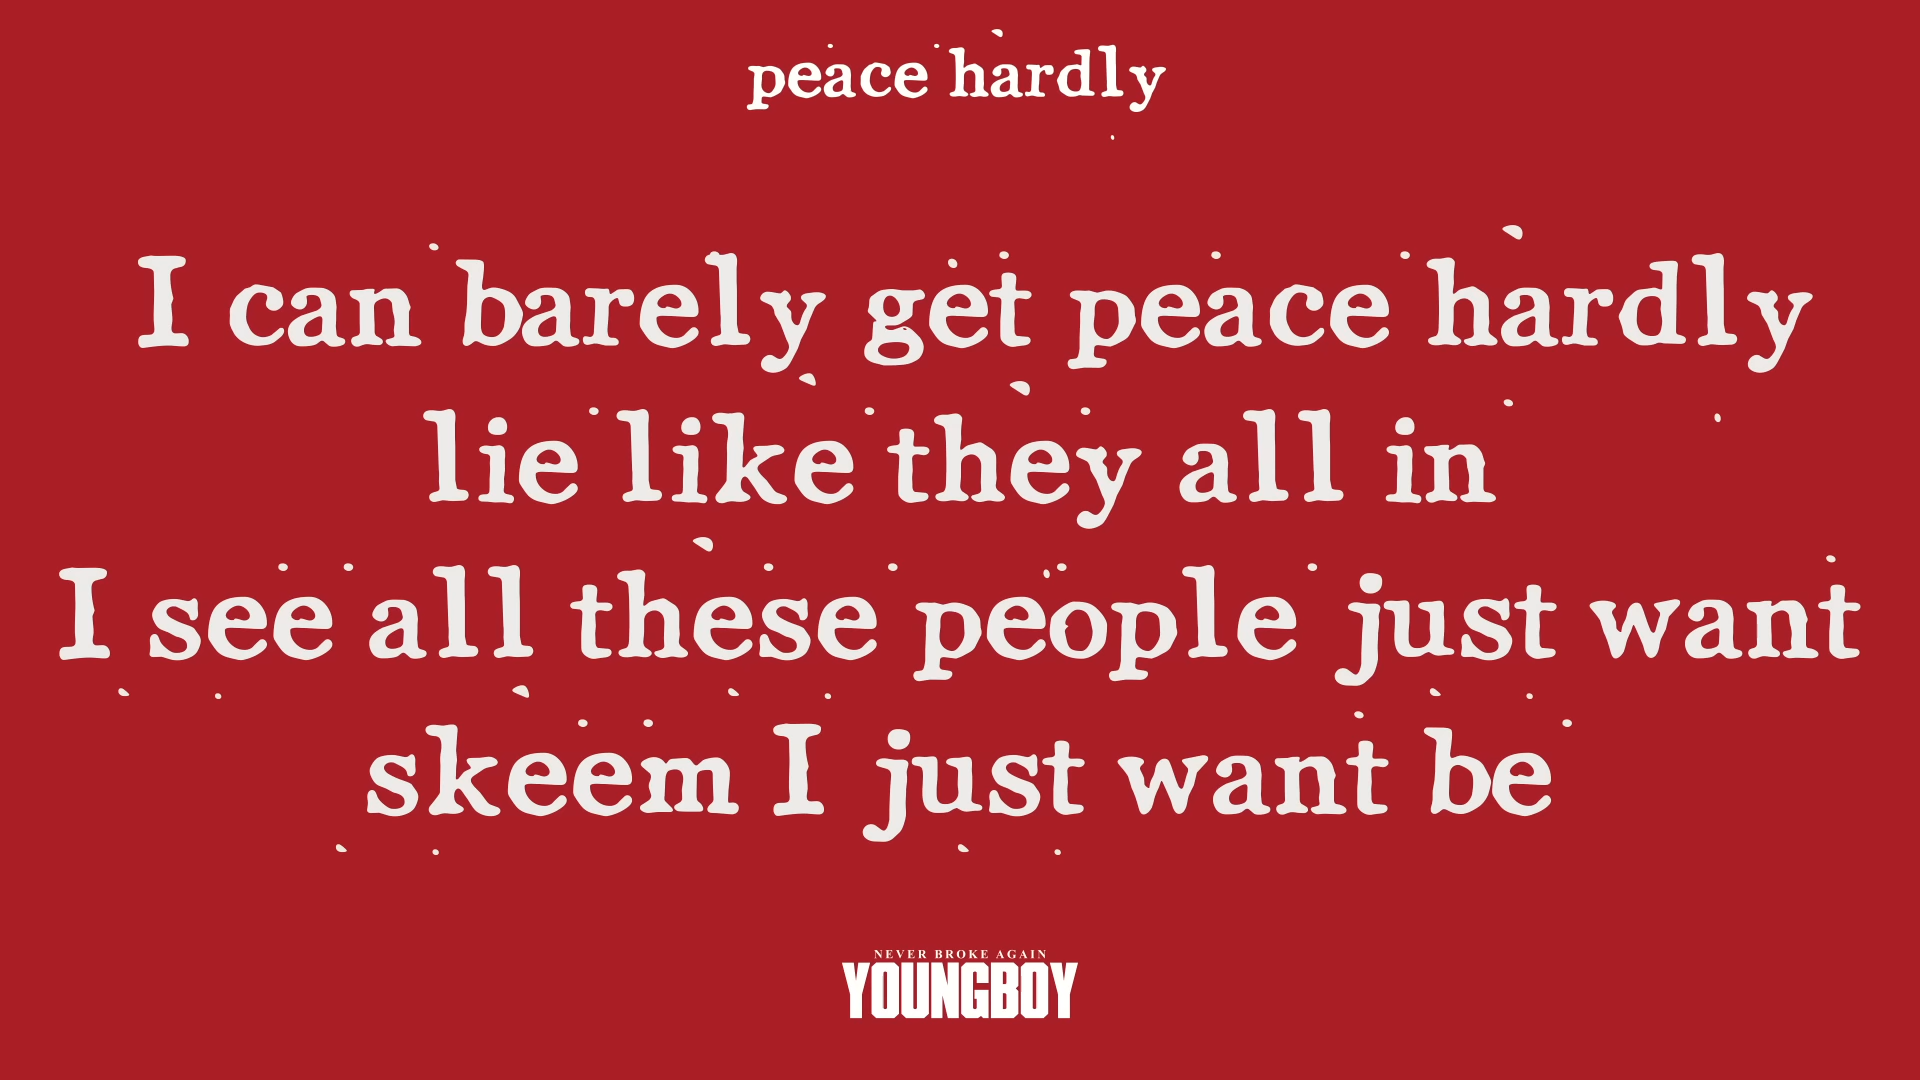 peace hardly
I can barely get peace hardly
lie like they all in
I see all these people just want
skeem I just want be
NEVER BROKE AGAIN
YOUNGBOY